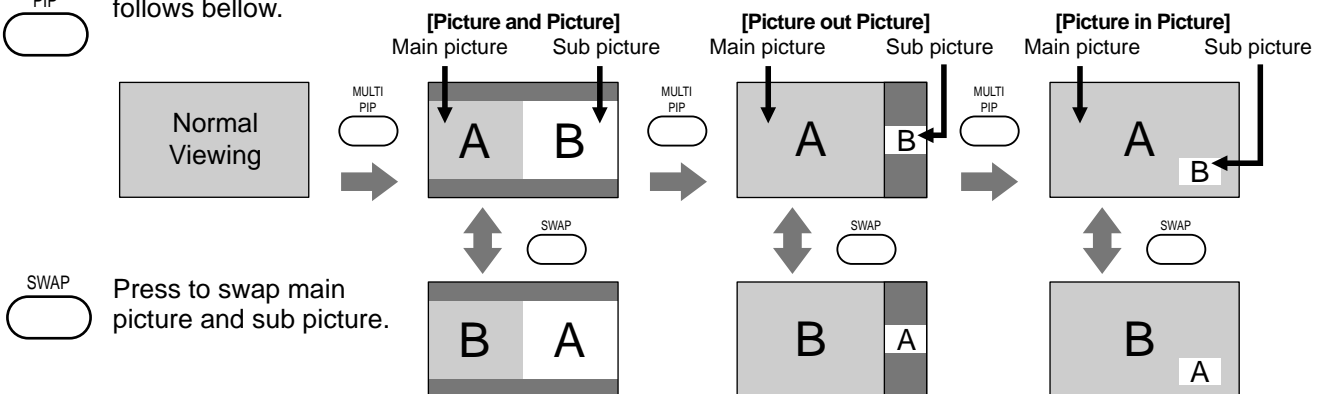 PIP
follows bellow.
[Picture and Picture] [Picture out Picture] [Picture in Picture]
Main picture Sub picture Main picture Sub picture Main picture Sub picture
Normal
Viewing
MULTI
PIP
A B
MULTI
PIP
A B
MULTI
PIP
A
B
SWAP SWAP SWAP
SWAP
Press to swap main
picture and sub picture.
B A
B A
B
A